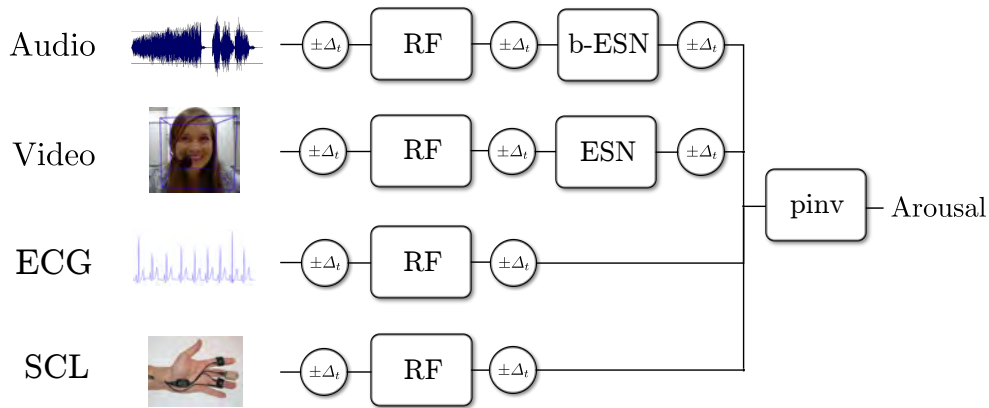 Audio ±Δₜ RF ±Δₜ b-ESN ±Δₜ
Video ±Δₜ RF ±Δₜ ESN ±Δₜ
pinv Arousal
ECG ±Δₜ RF ±Δₜ
SCL ±Δₜ RF ±Δₜ